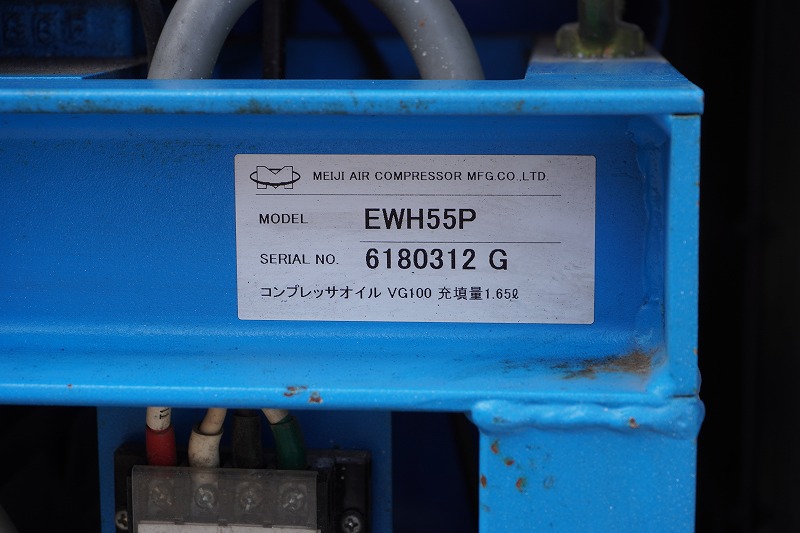 MEIJI AIR COMPRESSOR MFG.CO.,LTD.
MODEL EWH55P
SERIAL NO. 6180312 G
コンプレッサオイル VG100 充填量1.65ℓ